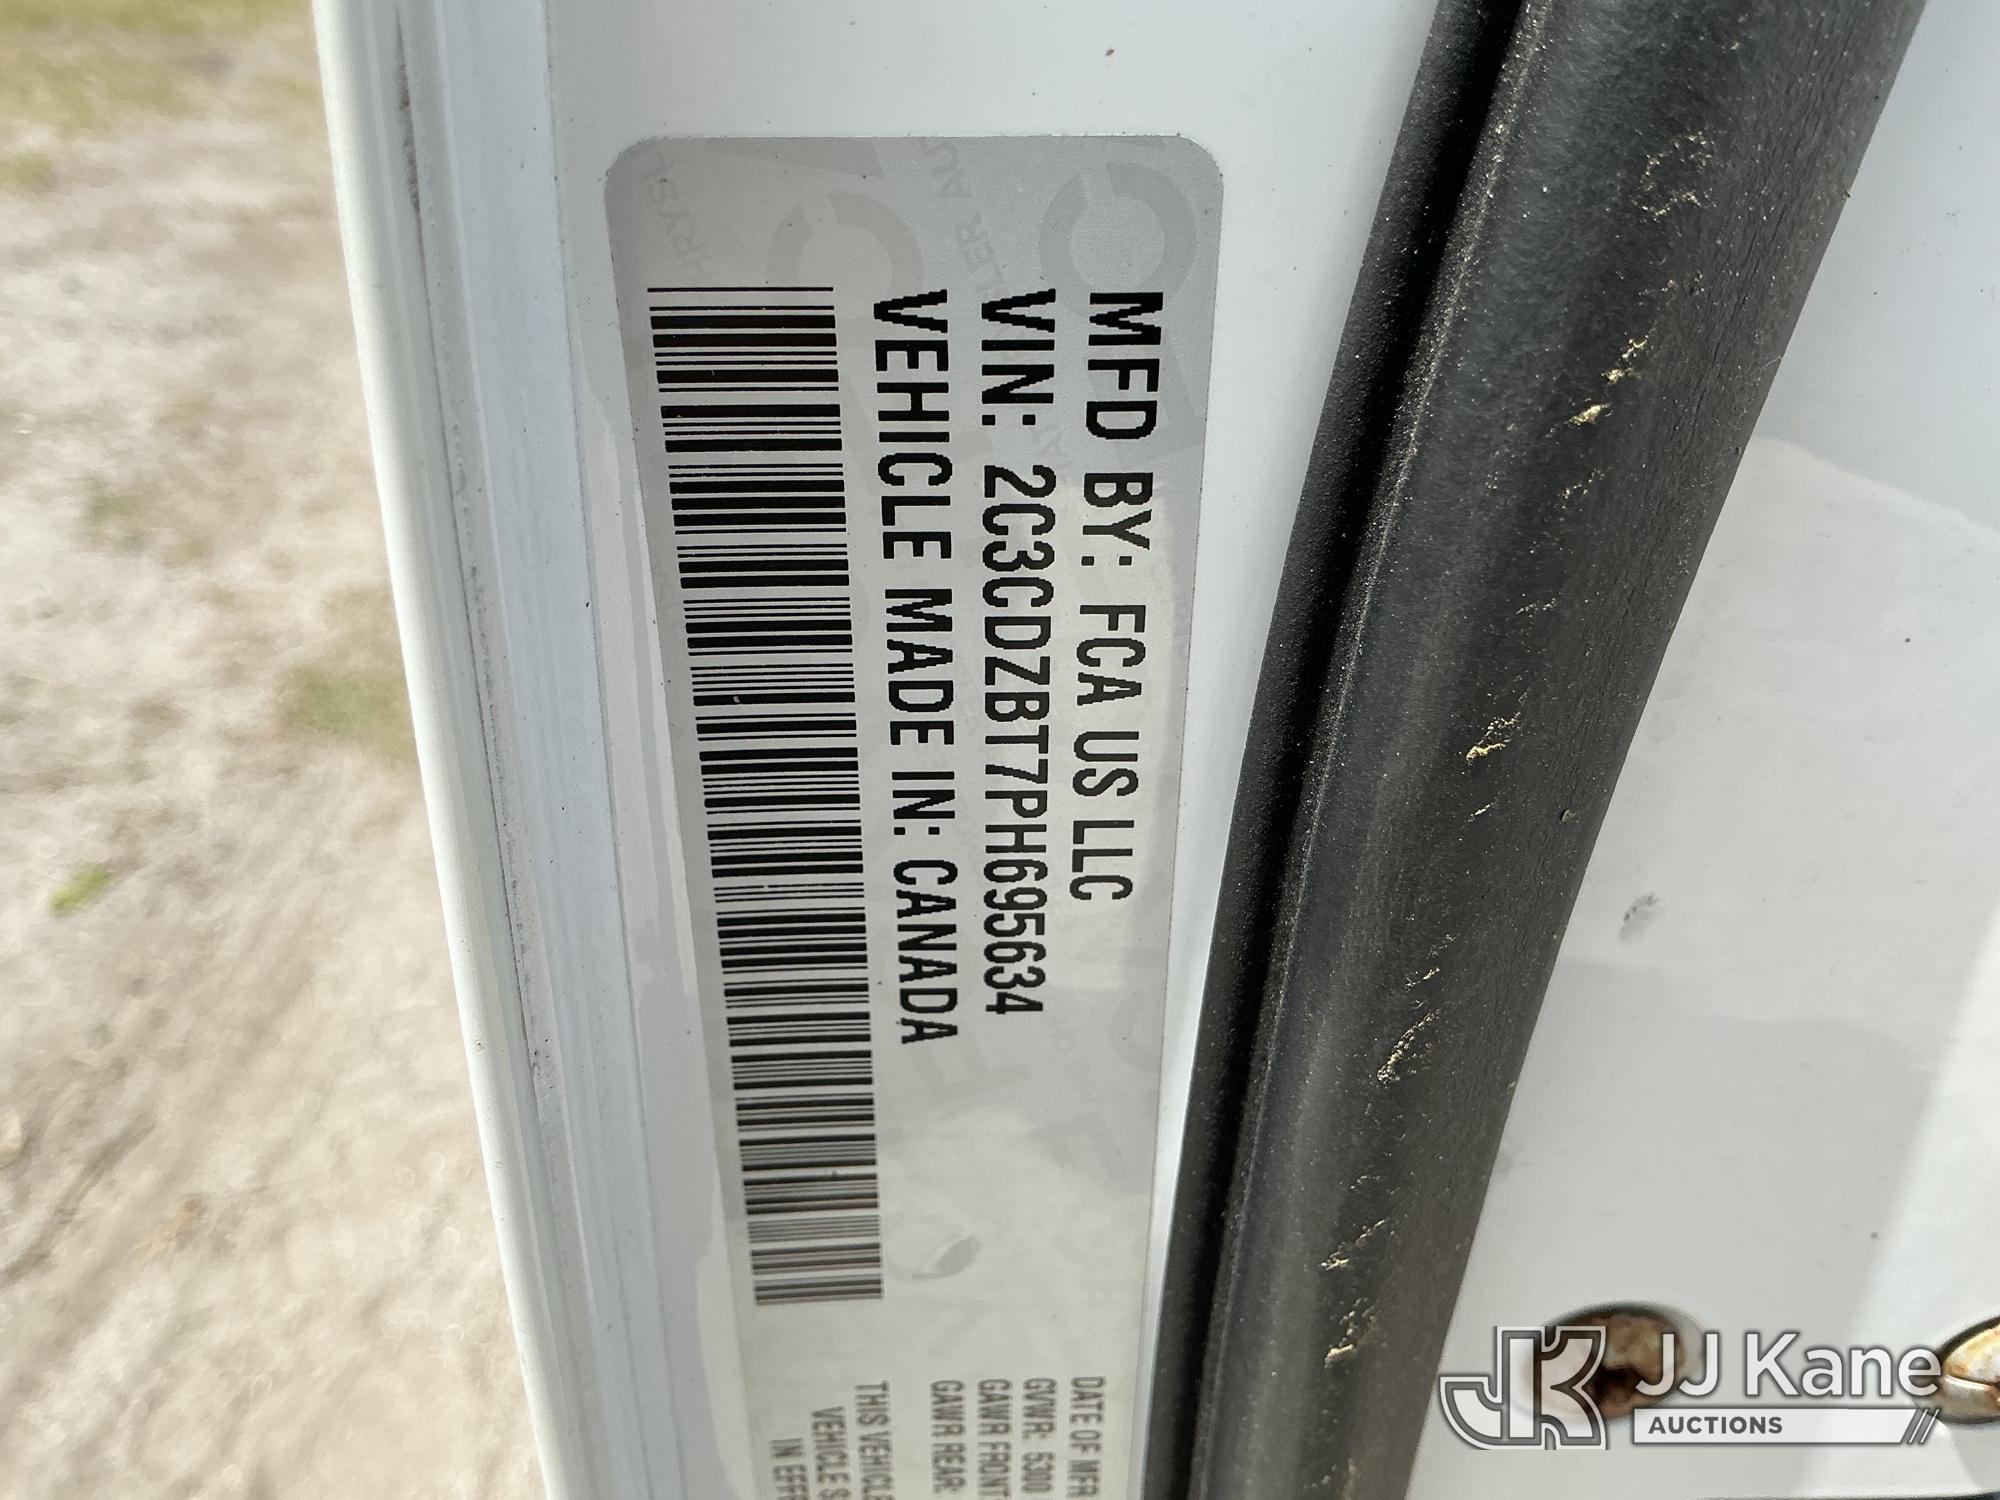 MFD BY: FCA US LLC
VIN: 2C3CDZBT7PH695634
VEHICLE MADE IN: CANADA
DATE OF MFR
GVWR: 5300
GAWR FRONT
GAWR REAR:
THIS VEHICLE
VEHICLE S
IN EFF
JJ Kane
AUCTIONS